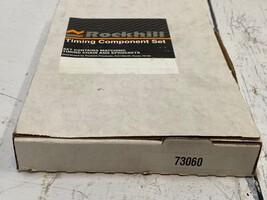 Rockhill
Timing Component Set
SET CONTAINS MATCHING
TIMING CHAIN AND SPROCKETS
73060